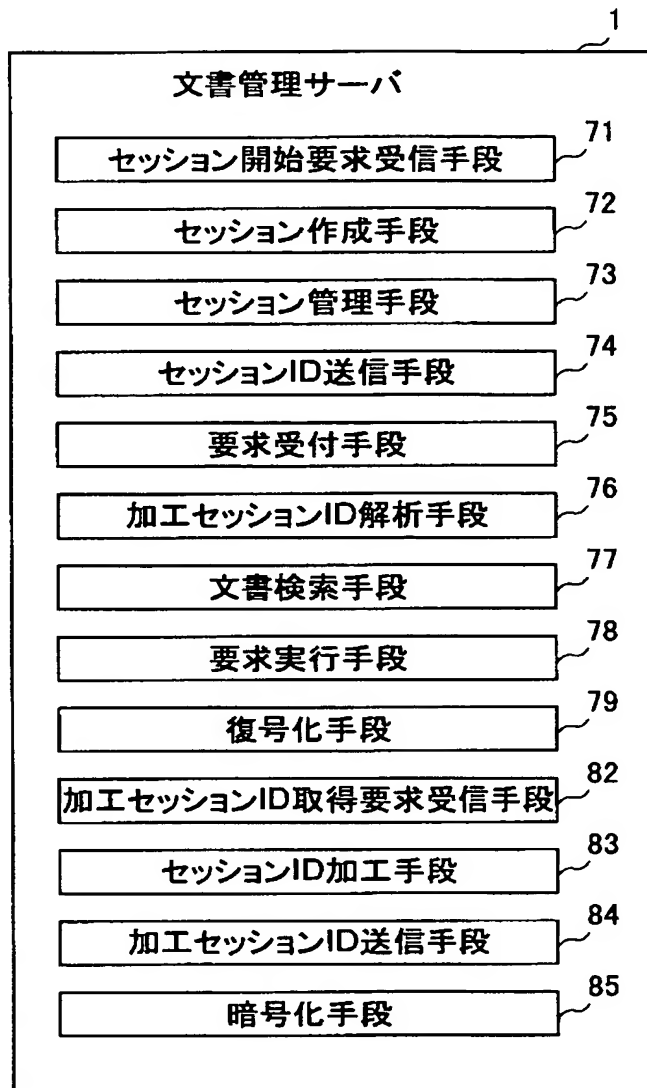 1
文書管理サーバ
セッション開始要求受信手段 71
セッション作成手段 72
セッション管理手段 73
セッションID送信手段 74
要求受付手段 75
加工セッションID解析手段 76
文書検索手段 77
要求実行手段 78
復号化手段 79
加工セッションID取得要求受信手段 82
セッションID加工手段 83
加工セッションID送信手段 84
暗号化手段 85